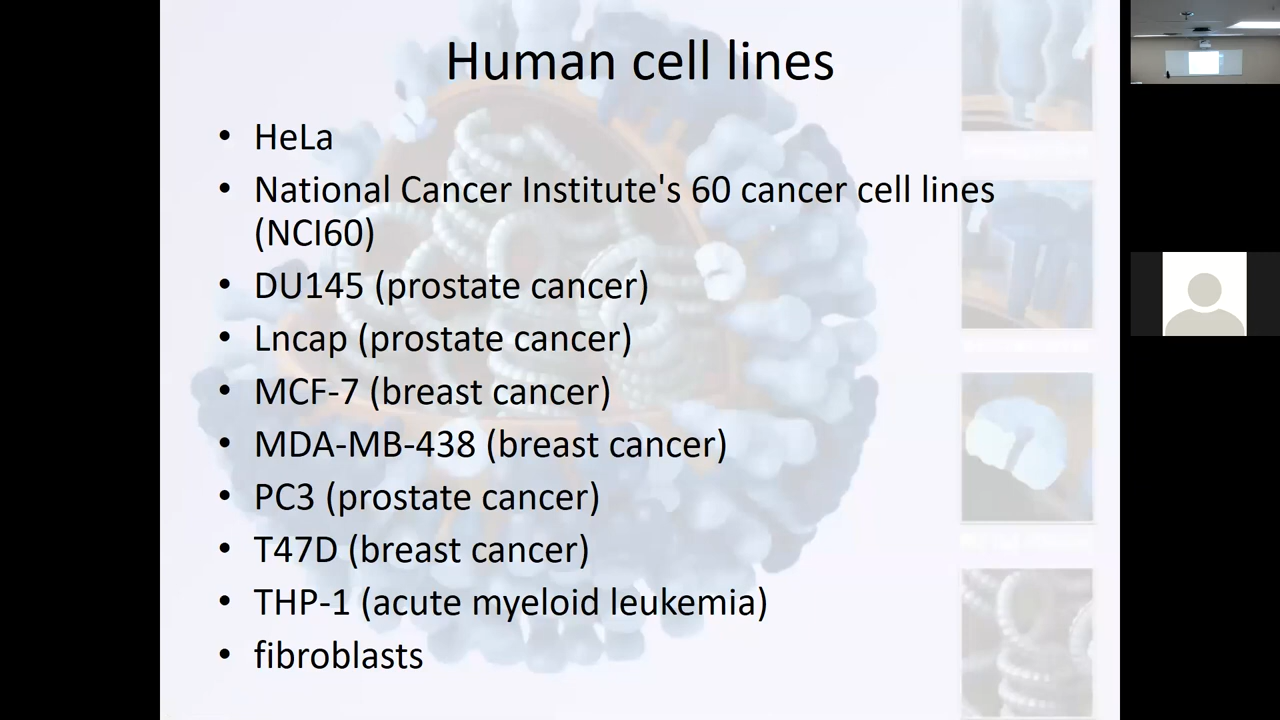 Human cell lines
• HeLa
• National Cancer Institute's 60 cancer cell lines
(NCI60)
• DU145 (prostate cancer)
• Lncap (prostate cancer)
• MCF-7 (breast cancer)
• MDA-MB-438 (breast cancer)
• PC3 (prostate cancer)
• T47D (breast cancer)
• THP-1 (acute myeloid leukemia)
• fibroblasts